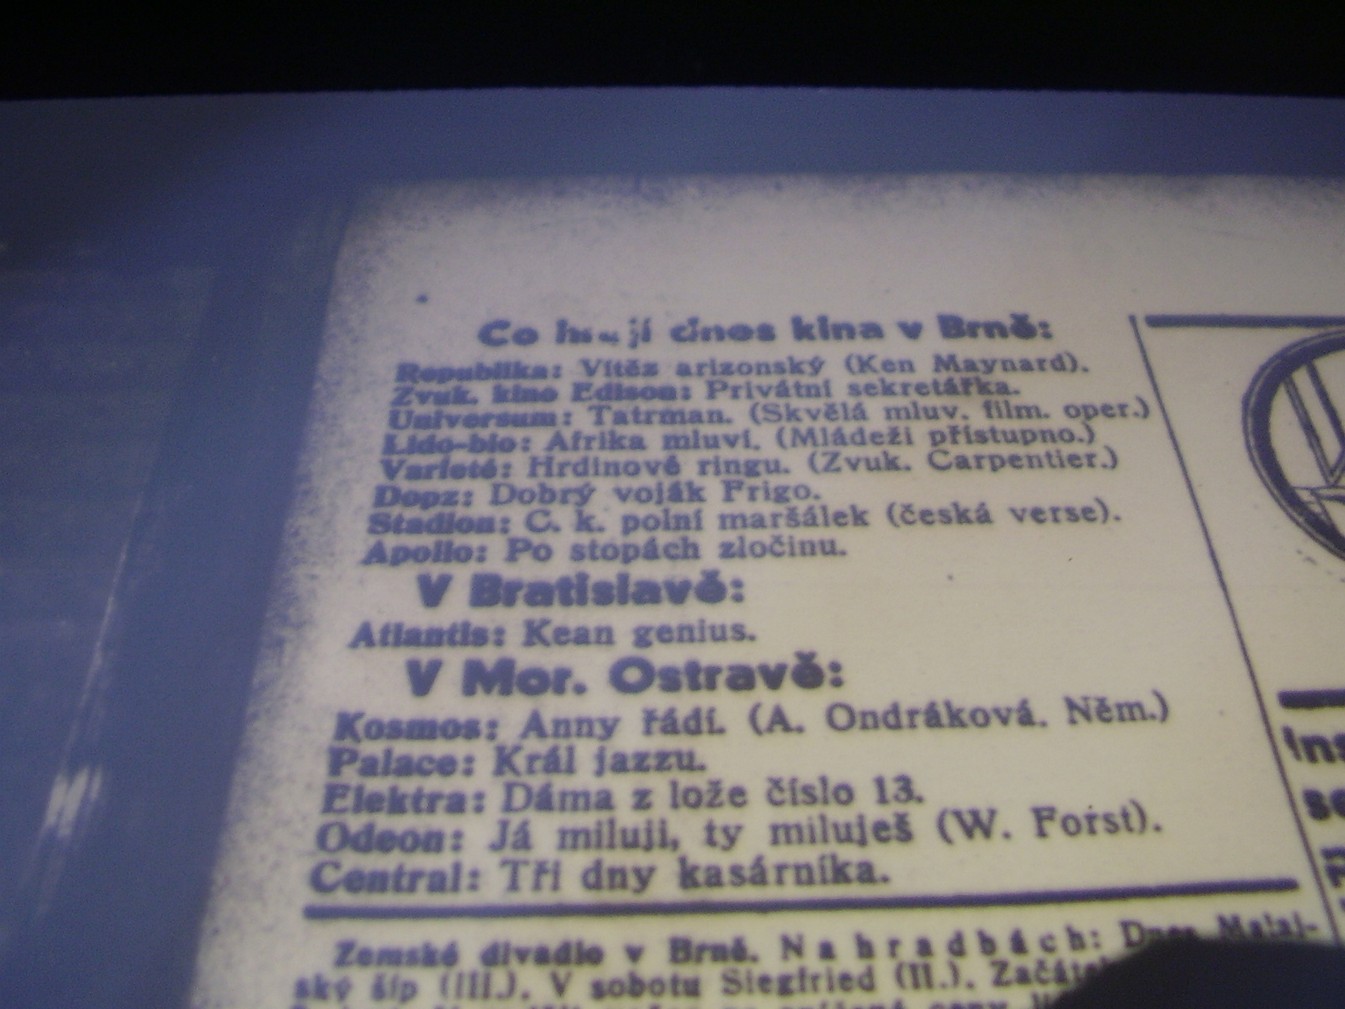 Co hrají dnes kina v Brně:
Republika: Vítěz arizonský (Ken Maynard).
Zvuk. kino Edison: Privátní sekretářka.
Universum: Tatrman. (Skvělá mluv. film. oper.)
Lido-bio: Afrika mluví. (Mládeži přístupno.)
Varieté: Hrdinové ringu. (Zvuk. Carpentier.)
Dopz: Dobrý voják Frigo.
Stadion: C. k. polní maršálek (česká verse).
Apollo: Po stopách zločinu.
V Bratislavě:
Atlantis: Kean genius.
V Mor. Ostravě:
Kosmos: Anny řádí. (A. Ondráková. Něm.)
Palace: Král jazzu.
Elektra: Dáma z lože číslo 13.
Odeon: Já miluji, ty miluješ (W. Forst).
Central: Tři dny kasárníka.
Zemské divadlo v Brně. Na hradbách: Dnes Malaj-
ský šíp (III.). V sobotu Siegfried (II.).